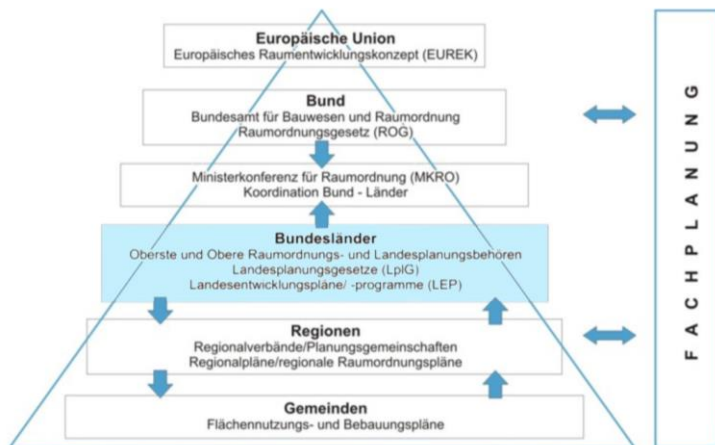 Europäische Union
Europäisches Raumentwicklungskonzept (EUREK)
Bund
Bundesamt für Bauwesen und Raumordnung
Raumordnungsgesetz (ROG)
Ministerkonferenz für Raumordnung (MKRO)
Koordination Bund - Länder
Bundesländer
Oberste und Obere Raumordnungs- und Landesplanungsbehören
Landesplanungsgesetze (LplG)
Landesentwicklungspläne/ -programme (LEP)
Regionen
Regionalverbände/Planungsgemeinschaften
Regionalpläne/regionale Raumordnungspläne
Gemeinden
Flächennutzungs- und Bebauungspläne
FACHPLANUNG